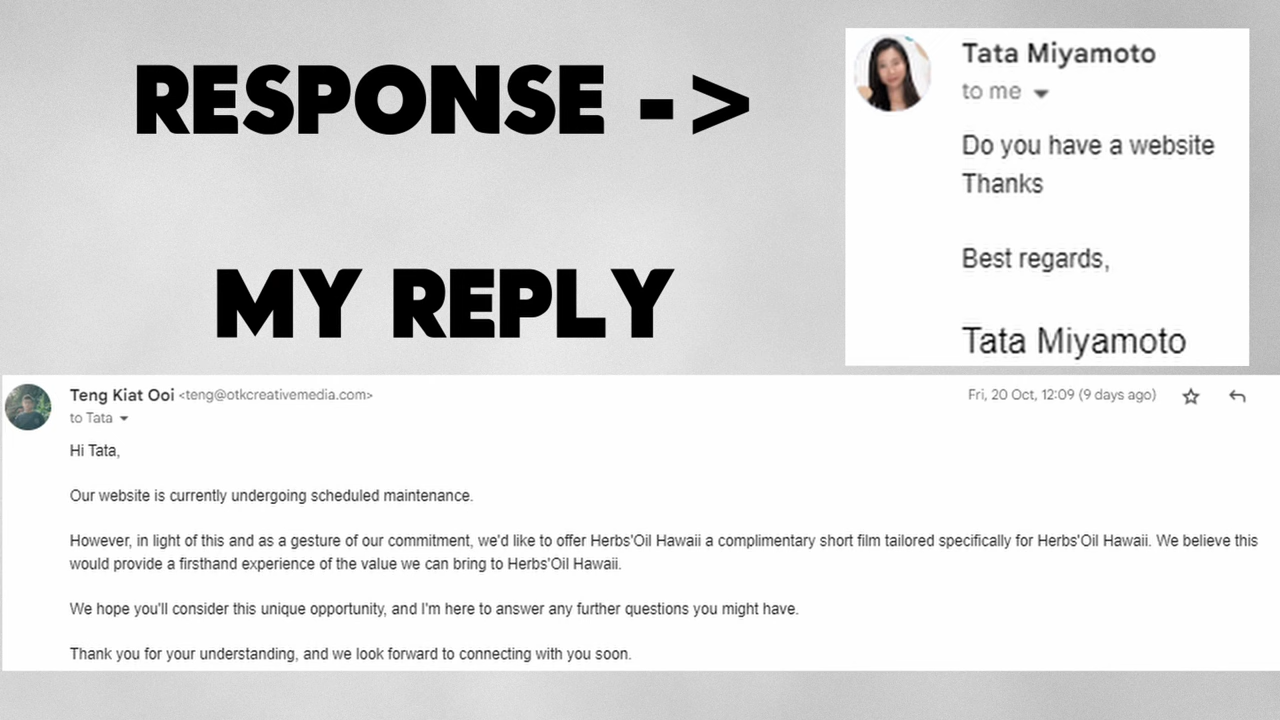 RESPONSE ->
Tata Miyamoto
to me
Do you have a website
Thanks
Best regards,
Tata Miyamoto
MY REPLY
Teng Kiat Ooi <teng@otkcreativemedia.com>
Fri, 20 Oct, 12:09 (9 days ago)
to Tata
Hi Tata,
Our website is currently undergoing scheduled maintenance.
However, in light of this and as a gesture of our commitment, we'd like to offer Herbs'Oil Hawaii a complimentary short film tailored specifically for Herbs'Oil Hawaii. We believe this
would provide a firsthand experience of the value we can bring to Herbs'Oil Hawaii.
We hope you'll consider this unique opportunity, and I'm here to answer any further questions you might have.
Thank you for your understanding, and we look forward to connecting with you soon.